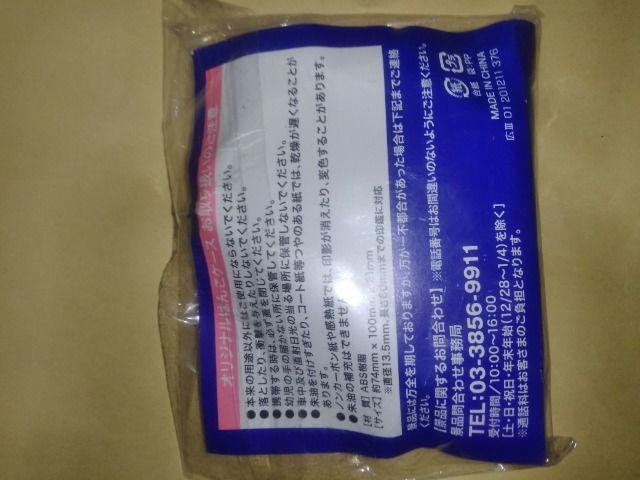 オリジナルはんこケース お取り扱いのご注意
●本来の用途以外にはご使用にならないでください。
●落としたり、衝撃を与えたりしないでください。
●携帯する時は、必ず蓋を閉じてください。
●幼児の手の届かない所に保管してください。
●車中及び直射日光の当る場所に保管しないでください。
●朱油を付けすぎたり、コート紙等つやのある紙では、乾燥が遅くなることが
あります。
●ノンカーボン紙や感熱紙では、印影が消えたり、変色することがあります。
●朱油の補充はできません。
[材 質] ABS樹脂
[サイズ] 約74mm×100mm×21mm
※直径13.5mm、長さ60mmまでの印鑑に対応
景品には万全を期しておりますが、万が一不都合があった場合は下記までご連絡
ください。
[景品に関するお問合わせ] ※電話番号はお間違いのないようにご注意ください。
景品問合わせ事務局
TEL:03-3856-9911
受付時間/10:00~16:00
[土・日・祝日・年末年始(12/28~1/4)を除く]
※通話料はお客さまのご負担となります。
紙 プラ
台紙 袋:PP
MADE IN CHINA
広Ⅲ 01 201211 376